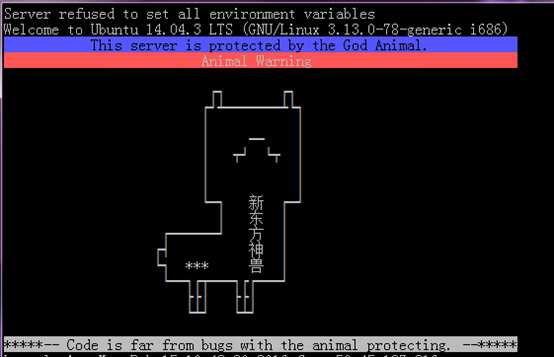 Server refused to set all environment variables
Welcome to Ubuntu 14.04.3 LTS (GNU/Linux 3.13.0-78-generic i686)
This server is protected by the God Animal.
Animal Warning
新东方神兽
***
*****-- Code is far from bugs with the animal protecting. --*****